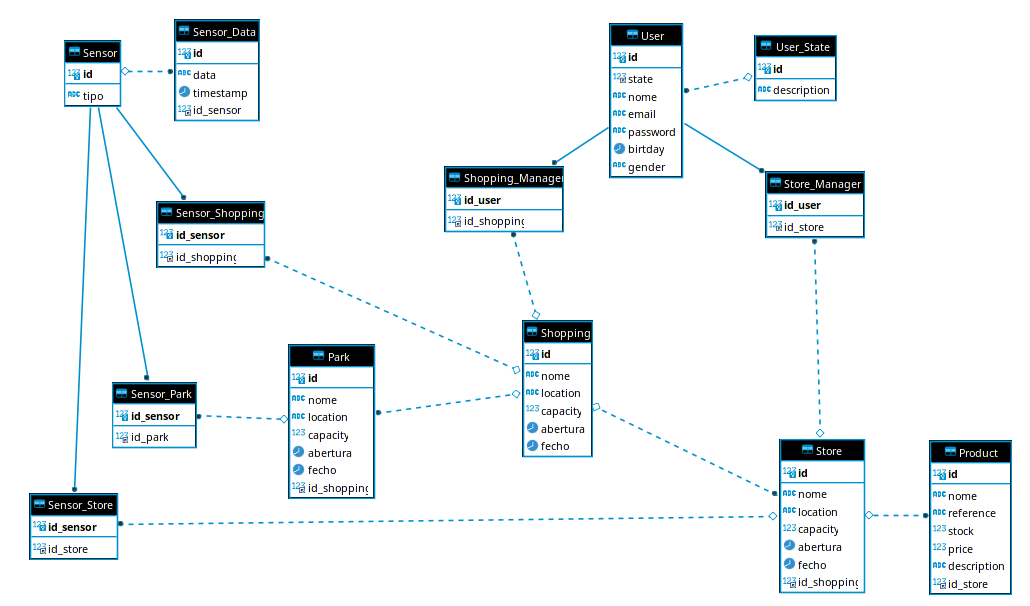 Sensor
id
tipo
Sensor_Data
id
data
timestamp
id_sensor
User
id
state
nome
email
password
birtday
gender
User_State
id
description
Shopping_Manager
id_user
id_shopping
Store_Manager
id_user
id_store
Sensor_Shopping
id_sensor
id_shopping
Shopping
id
nome
location
capacity
abertura
fecho
Park
id
nome
location
capacity
abertura
fecho
id_shopping
Sensor_Park
id_sensor
id_park
Store
id
nome
location
capacity
abertura
fecho
id_shopping
Product
id
nome
reference
stock
price
description
id_store
Sensor_Store
id_sensor
id_store